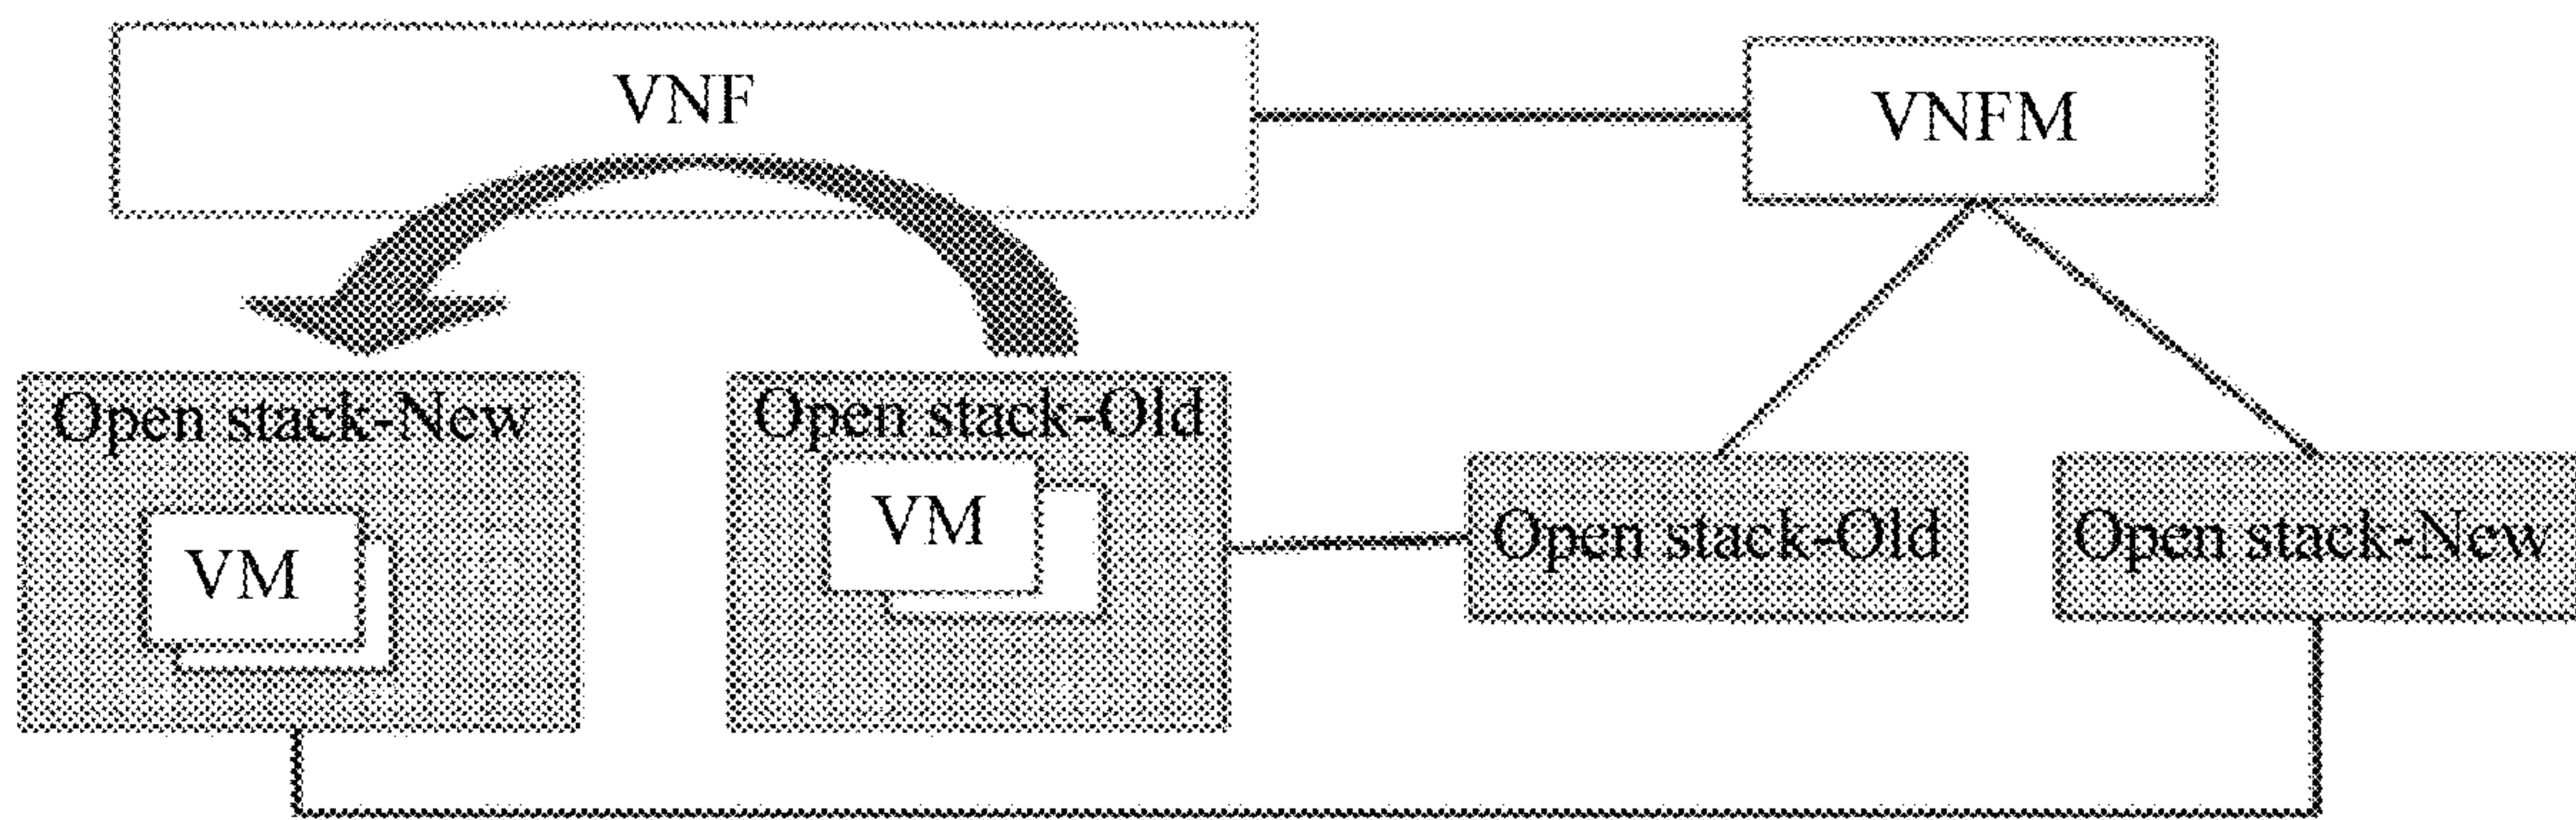 VNF
VNFM
Open stack-New
Open stack-Old
VM
VM
Open stack-Old
Open stack-New